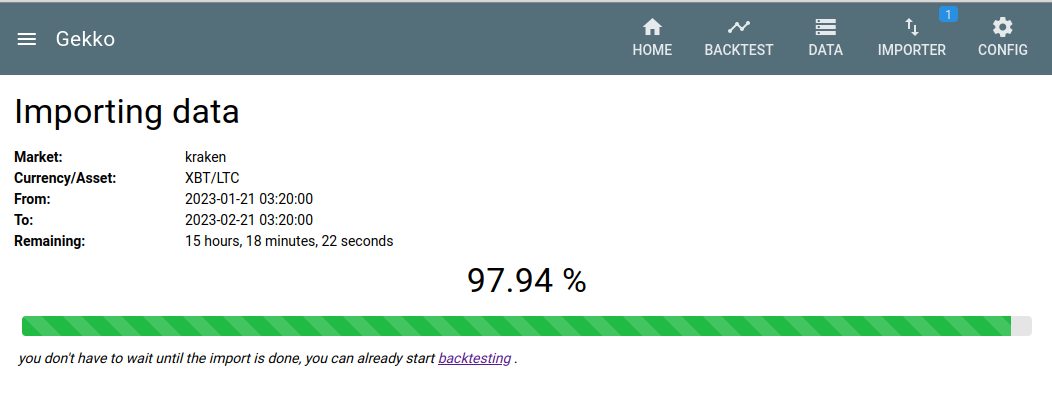 Gekko
HOME
BACKTEST
DATA
IMPORTER
1
CONFIG
Importing data
Market: kraken
Currency/Asset: XBT/LTC
From: 2023-01-21 03:20:00
To: 2023-02-21 03:20:00
Remaining: 15 hours, 18 minutes, 22 seconds
97.94 %
you don't have to wait until the import is done, you can already start backtesting .